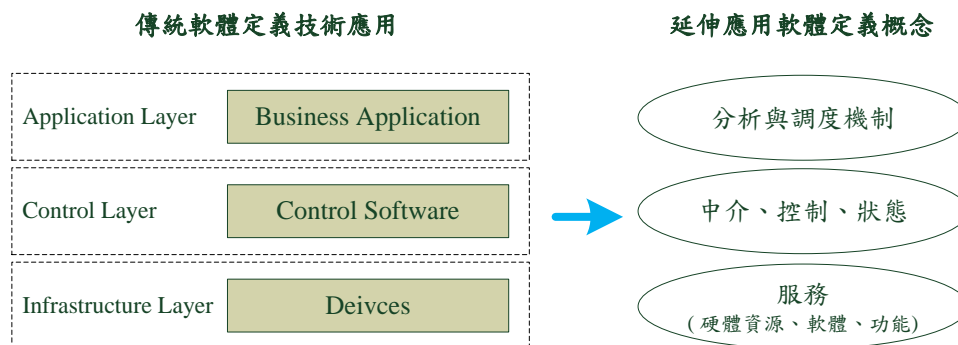 傳統軟體定義技術應用
延伸應用軟體定義概念
Application Layer
Business Application
分析與調度機制
Control Layer
Control Software
中介、控制、狀態
Infrastructure Layer
Deivces
服務
(硬體資源、軟體、功能)